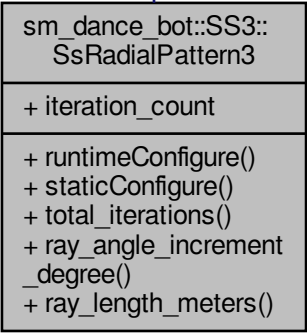 sm_dance_bot::SS3::
SsRadialPattern3
+ iteration_count
+ runtimeConfigure()
+ staticConfigure()
+ total_iterations()
+ ray_angle_increment
_degree()
+ ray_length_meters()